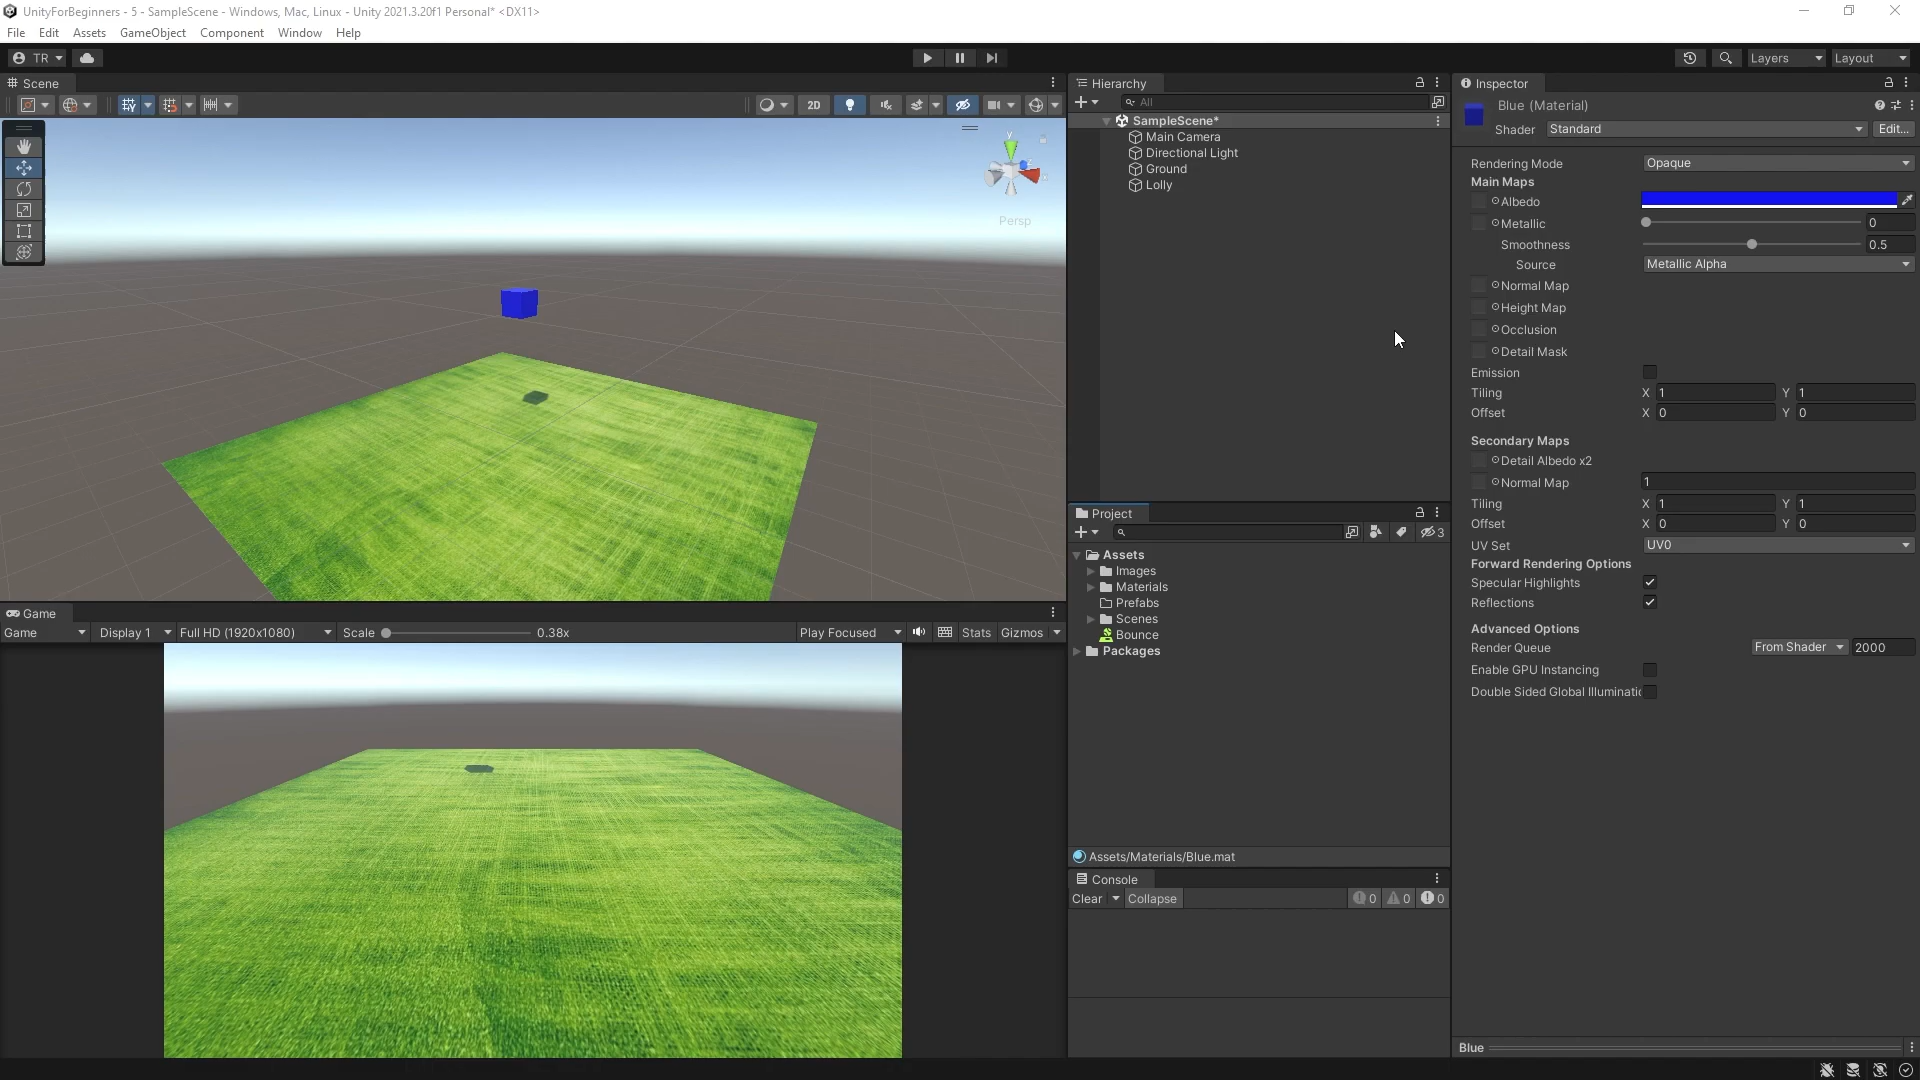 UnityForBeginners - 5 - SampleScene - Windows, Mac, Linux - Unity 2021.3.20f1 Personal* <DX11>
File Edit Assets GameObject Component Window Help
TR Layers Layout
Scene
2D
y
Persp
Game
Game Display 1 Full HD (1920x1080) Scale 0.38x Play Focused Stats Gizmos
Hierarchy
All
SampleScene*
Main Camera
Directional Light
Ground
Lolly
Project
3
Assets
Images
Materials
Prefabs
Scenes
Bounce
Packages
Assets/Materials/Blue.mat
Console
Clear Collapse 0 0 0
Inspector
Blue (Material)
Shader Standard Edit...
Rendering Mode Opaque
Main Maps
Albedo
Metallic 0
Smoothness 0.5
Source Metallic Alpha
Normal Map
Height Map
Occlusion
Detail Mask
Emission
Tiling X 1 Y 1
Offset X 0 Y 0
Secondary Maps
Detail Albedo x2
Normal Map 1
Tiling X 1 Y 1
Offset X 0 Y 0
UV Set UV0
Forward Rendering Options
Specular Highlights
Reflections
Advanced Options
Render Queue From Shader 2000
Enable GPU Instancing
Double Sided Global Illuminatic
Blue